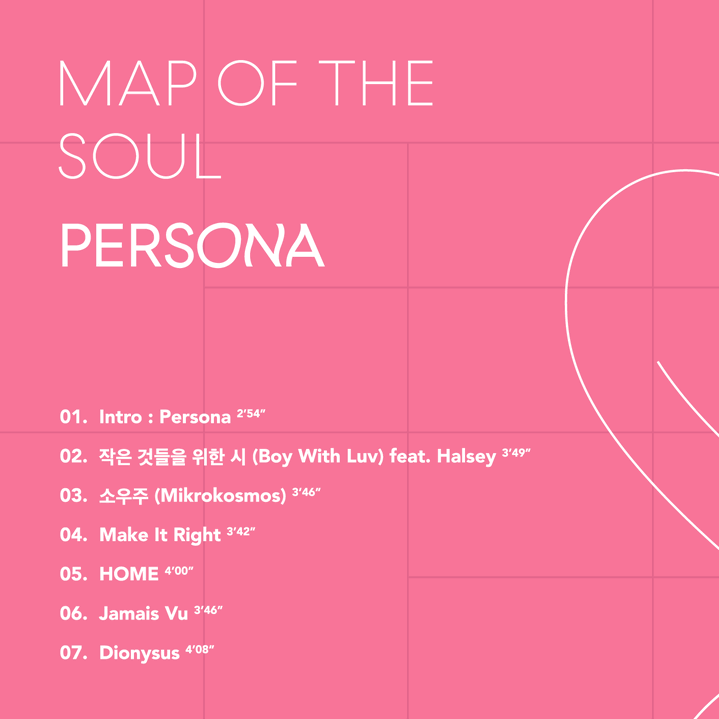 MAP OF THE
SOUL
PERSONA
01. Intro : Persona 2’54”
02. 작은 것들을 위한 시 (Boy With Luv) feat. Halsey 3’49”
03. 소우주 (Mikrokosmos) 3’46”
04. Make It Right 3’42”
05. HOME 4’00”
06. Jamais Vu 3’46”
07. Dionysus 4’08”